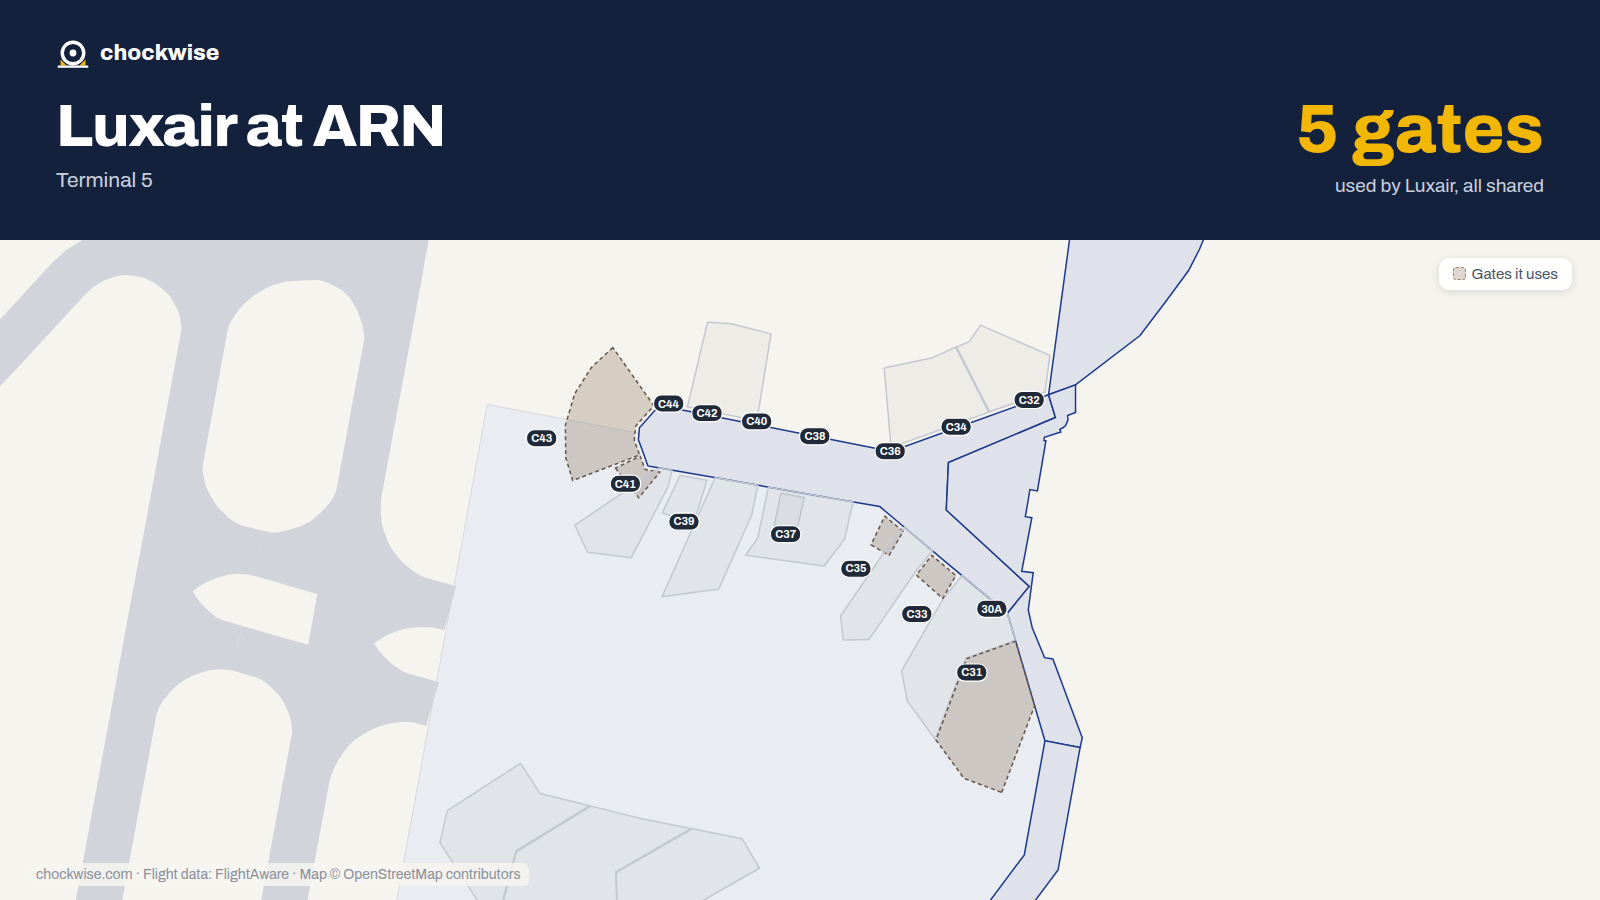 chockwise
Luxair at ARN
Terminal 5
5 gates
used by Luxair, all shared
Gates it uses
C44
C42
C40
C38
C36
C34
C32
C43
C41
C39
C37
C35
C33
30A
C31
chockwise.com · Flight data: FlightAware · Map © OpenStreetMap contributors